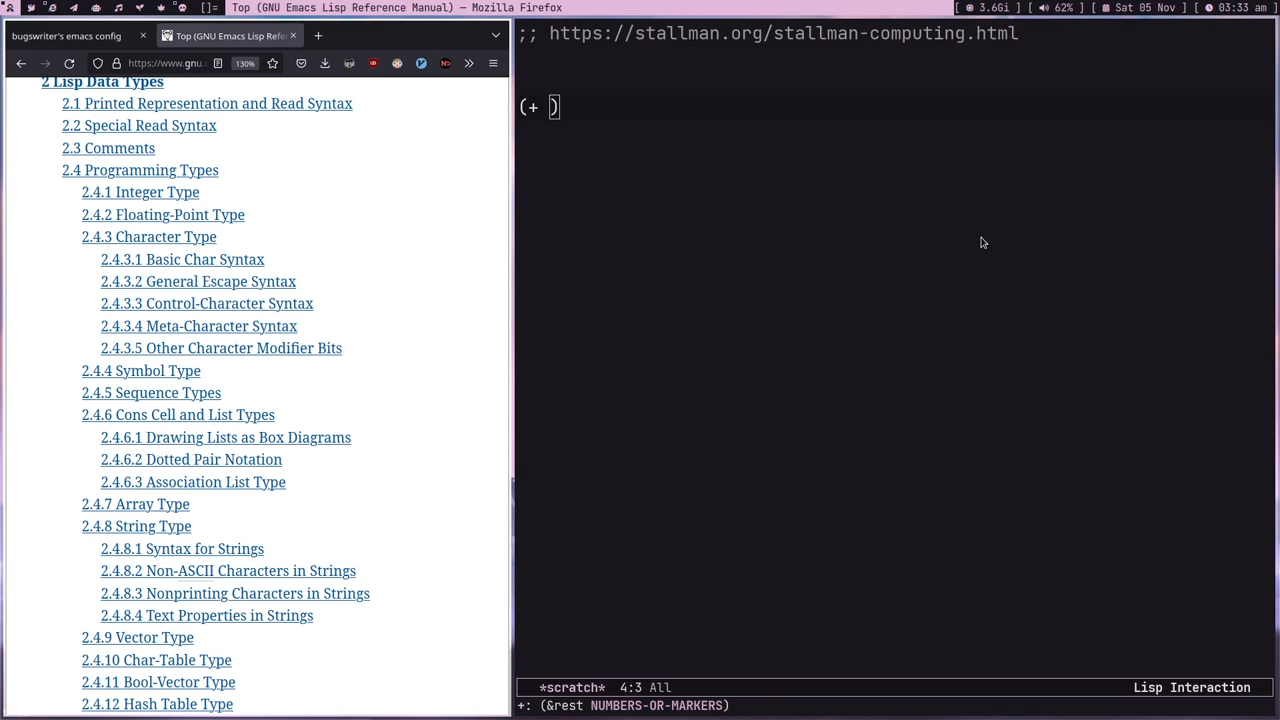 []= Top (GNU Emacs Lisp Reference Manual) — Mozilla Firefox [ 3.6Gi ] [ 62% ] [ Sat 05 Nov ] [ 03:33 am ]
bugswriter's emacs config Top (GNU Emacs Lisp Refe
https://www.gnu. 130%
2 Lisp Data Types
2.1 Printed Representation and Read Syntax
2.2 Special Read Syntax
2.3 Comments
2.4 Programming Types
2.4.1 Integer Type
2.4.2 Floating-Point Type
2.4.3 Character Type
2.4.3.1 Basic Char Syntax
2.4.3.2 General Escape Syntax
2.4.3.3 Control-Character Syntax
2.4.3.4 Meta-Character Syntax
2.4.3.5 Other Character Modifier Bits
2.4.4 Symbol Type
2.4.5 Sequence Types
2.4.6 Cons Cell and List Types
2.4.6.1 Drawing Lists as Box Diagrams
2.4.6.2 Dotted Pair Notation
2.4.6.3 Association List Type
2.4.7 Array Type
2.4.8 String Type
2.4.8.1 Syntax for Strings
2.4.8.2 Non-ASCII Characters in Strings
2.4.8.3 Nonprinting Characters in Strings
2.4.8.4 Text Properties in Strings
2.4.9 Vector Type
2.4.10 Char-Table Type
2.4.11 Bool-Vector Type
2.4.12 Hash Table Type
;; https://stallman.org/stallman-computing.html
(+ )
*scratch* 4:3 All Lisp Interaction
+: (&rest NUMBERS-OR-MARKERS)